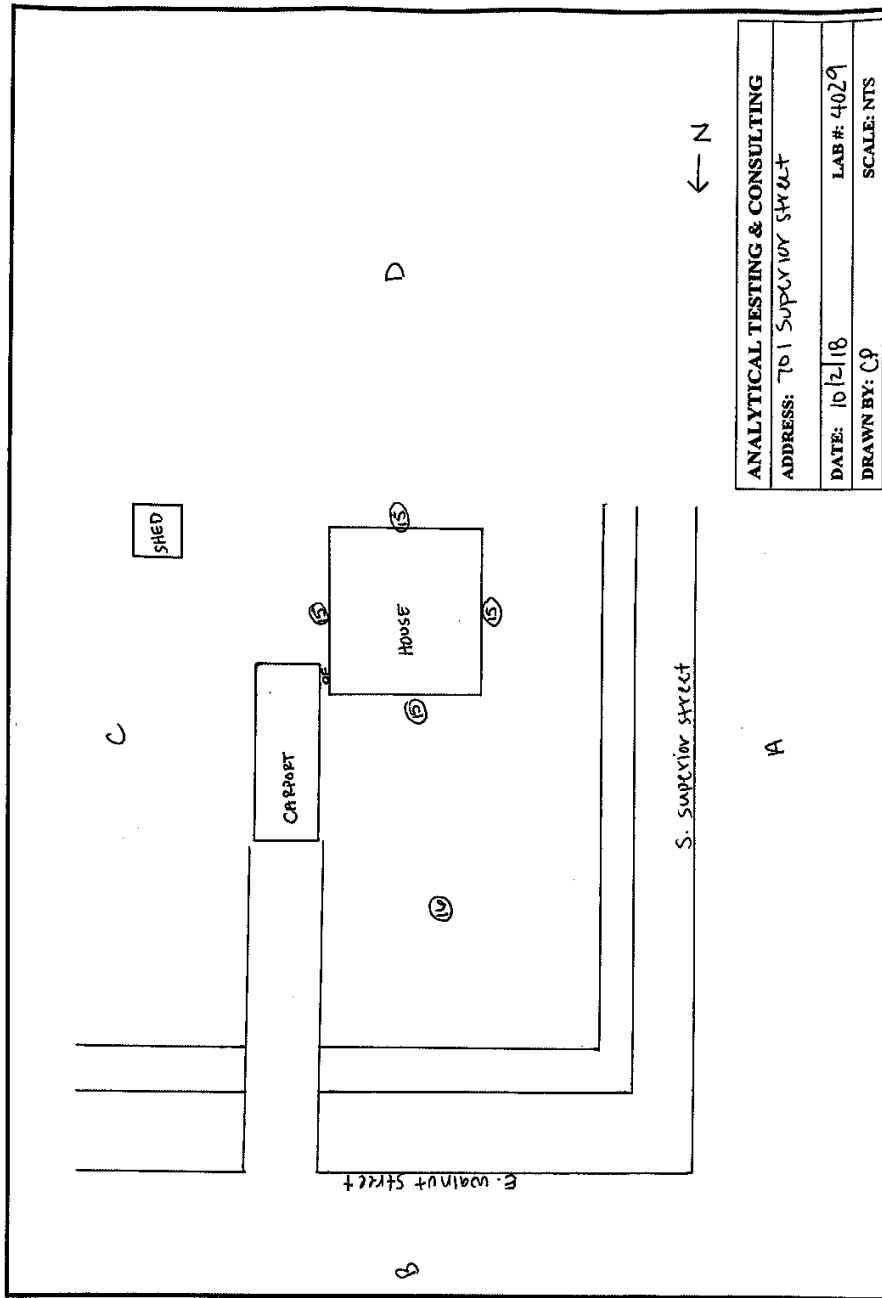 C
SHED
CARPORT
OF
15
15
15
15
HOUSE
16
D
B
E. walnut street
S. superior street
A
← N
ANALYTICAL TESTING & CONSULTING
ADDRESS: 701 Superior street
DATE: 10/2/18 LAB #: 4029
DRAWN BY: CP SCALE: NTS